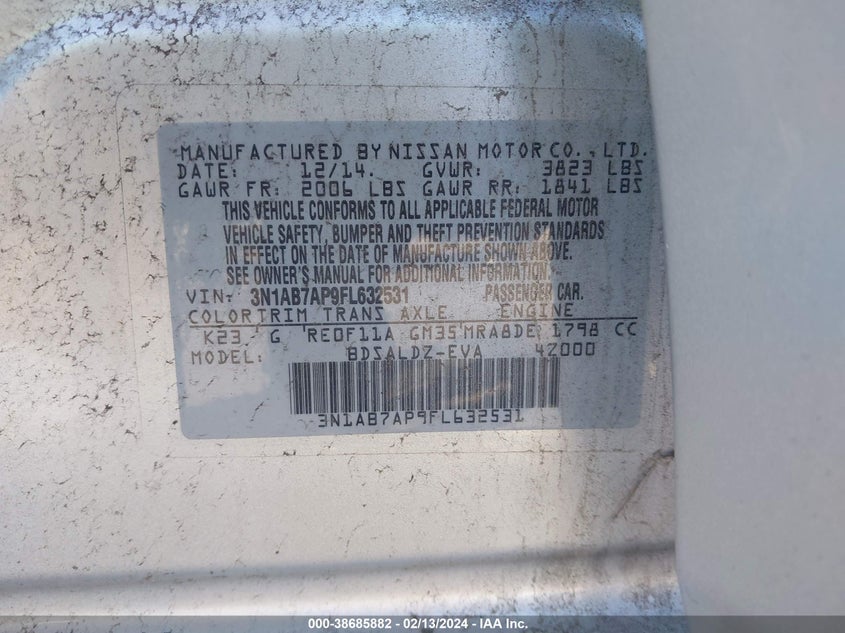 MANUFACTURED BY NISSAN MOTOR CO., LTD.
DATE: 12/14. GVWR: 3823 LBS
GAWR FR: 2006 LBS GAWR RR: 1841 LBS
THIS VEHICLE CONFORMS TO ALL APPLICABLE FEDERAL MOTOR
VEHICLE SAFETY, BUMPER AND THEFT PREVENTION STANDARDS
IN EFFECT ON THE DATE OF MANUFACTURE SHOWN ABOVE.
SEE OWNER'S MANUAL FOR ADDITIONAL INFORMATION.
VIN: 3N1AB7AP9FL632531 PASSENGER CAR.
COLOR TRIM TRANS AXLE ENGINE
K23 G RE0F11A GM35 MRA8DE 1798 CC
MODEL: BDSALDZ-EVA 42000
3N1AB7AP9FL632531
000-38685882 - 02/13/2024 - IAA Inc.